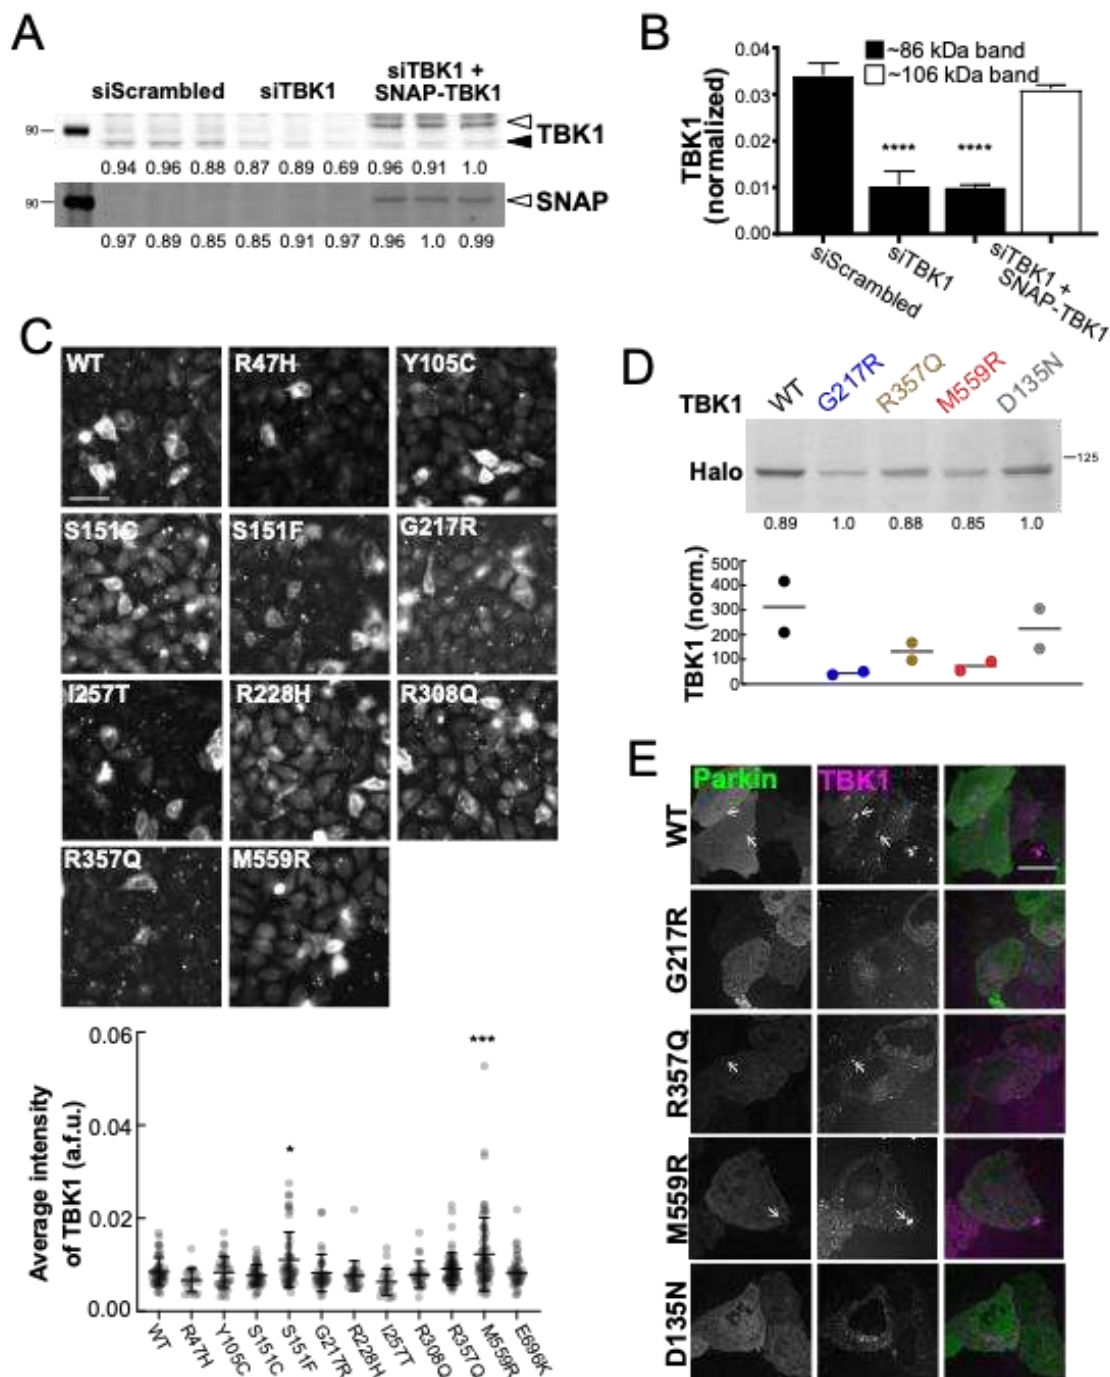 A
siScrambled
siTBK1
siTBK1 +
SNAP-TBK1
90
TBK1
0.94 0.96 0.88 0.87 0.89 0.69 0.96 0.91 1.0
90
SNAP
0.97 0.89 0.85 0.85 0.91 0.97 0.96 1.0 0.99
B
TBK1
(normalized)
0.04
0.03
0.02
0.01
0.00
~86 kDa band
~106 kDa band
****
****
siScrambled
siTBK1
siTBK1 +
SNAP-TBK1
C
WT
R47H
Y105C
S151C
S151F
G217R
I257T
R228H
R308Q
R357Q
M559R
Average intensity
of TBK1 (a.f.u.)
0.06
0.04
0.02
0.00
*
***
WT
R47H
Y105C
S151C
S151F
G217R
R228H
I257T
R308Q
R357Q
M559R
E696K
D
TBK1
WT
G217R
R357Q
M559R
D135N
Halo
125
0.89 1.0 0.88 0.85 1.0
TBK1 (norm.)
500
400
300
200
100
0
E
Parkin
TBK1
WT
G217R
R357Q
M559R
D135N